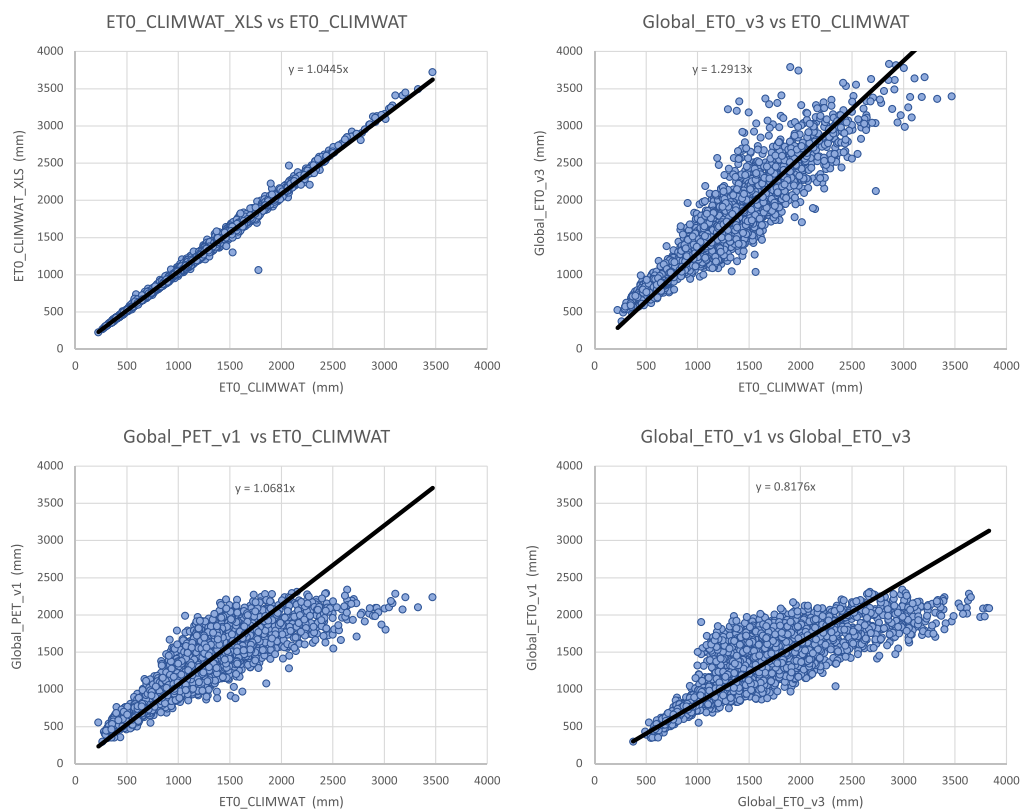 ET0_CLIMWAT_XLS vs ET0_CLIMWAT
y = 1.0445x
ET0_CLIMWAT_XLS (mm)
4000
3500
3000
2500
2000
1500
1000
500
0
0 500 1000 1500 2000 2500 3000 3500 4000
ET0_CLIMWAT (mm)
Global_ET0_v3 vs ET0_CLIMWAT
y = 1.2913x
Global_ET0_v3 (mm)
4000
3500
3000
2500
2000
1500
1000
500
0
0 500 1000 1500 2000 2500 3000 3500 4000
ET0_CLIMWAT (mm)
Gobal_PET_v1 vs ET0_CLIMWAT
y = 1.0681x
Global_PET_v1 (mm)
4000
3500
3000
2500
2000
1500
1000
500
0
0 500 1000 1500 2000 2500 3000 3500 4000
ET0_CLIMWAT (mm)
Global_ET0_v1 vs Global_ET0_v3
y = 0.8176x
Global_ET0_v1 (mm)
4000
3500
3000
2500
2000
1500
1000
500
0
0 500 1000 1500 2000 2500 3000 3500 4000
Global_ET0_v3 (mm)